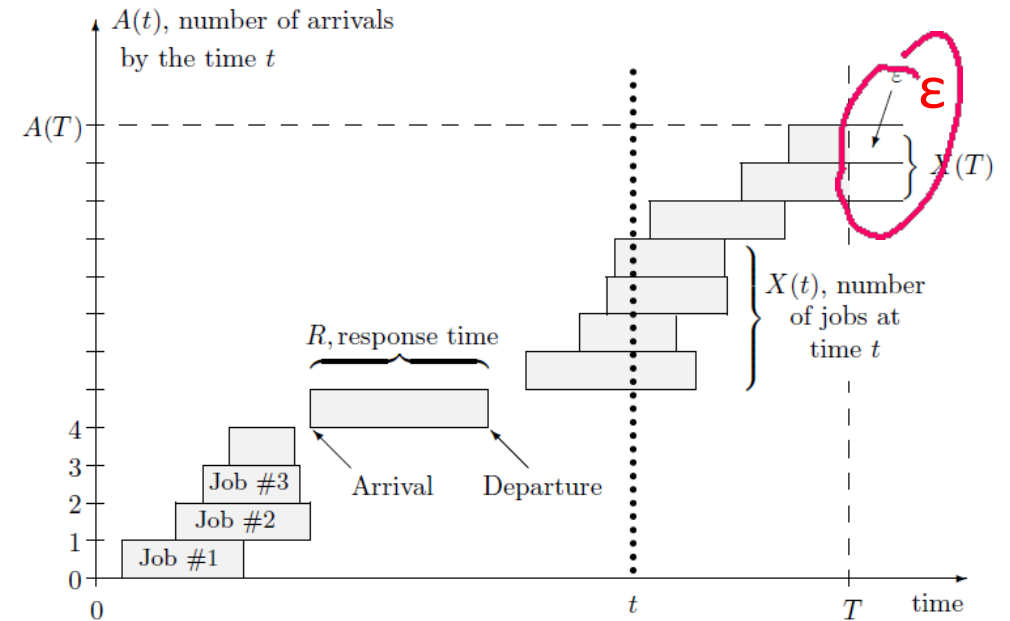 A(t), number of arrivals
by the time t
ε
ε
A(T)
X(T)
X(t), number
of jobs at
time t
R, response time
4
3
2
1
0
Job #3
Job #2
Job #1
Arrival
Departure
0
t
T
time